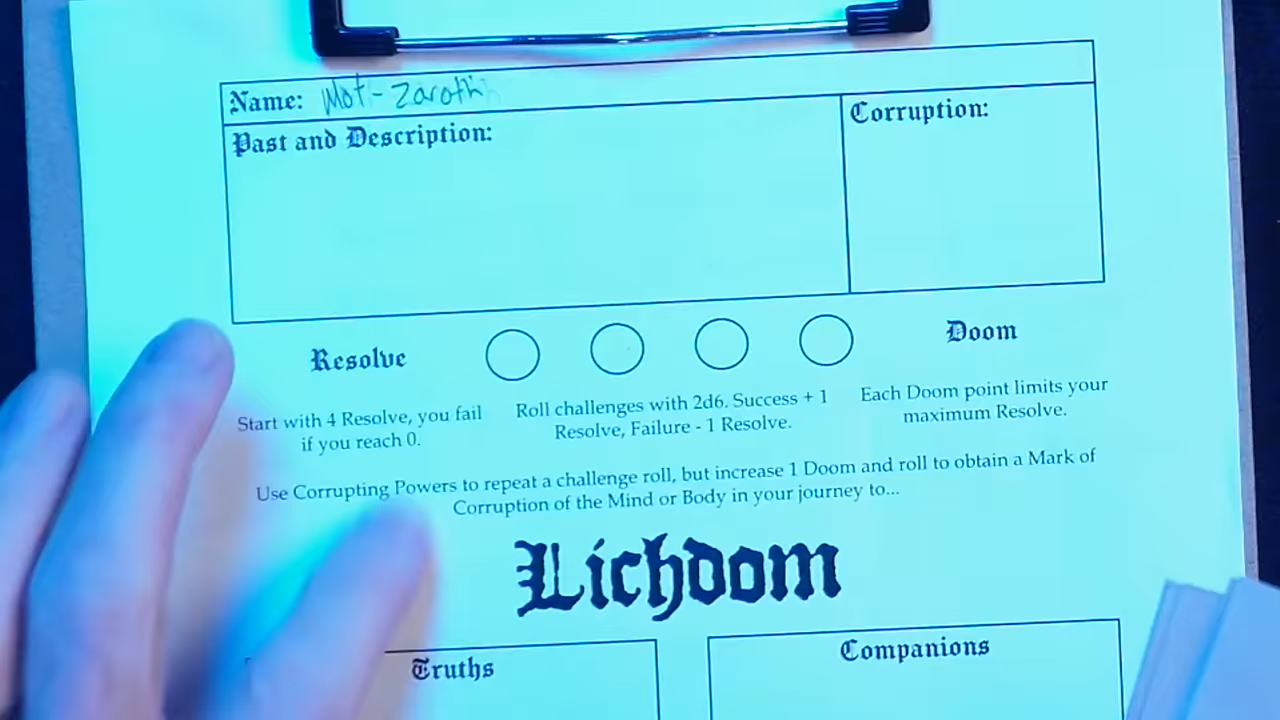 Name: Mot-Zaroth
Past and Description:
Corruption:
Resolve
Doom
Start with 4 Resolve, you fail
if you reach 0.
Roll challenges with 2d6. Success + 1
Resolve, Failure - 1 Resolve.
Each Doom point limits your
maximum Resolve.
Use Corrupting Powers to repeat a challenge roll, but increase 1 Doom and roll to obtain a Mark of
Corruption of the Mind or Body in your journey to...
Lichdom
Truths
Companions